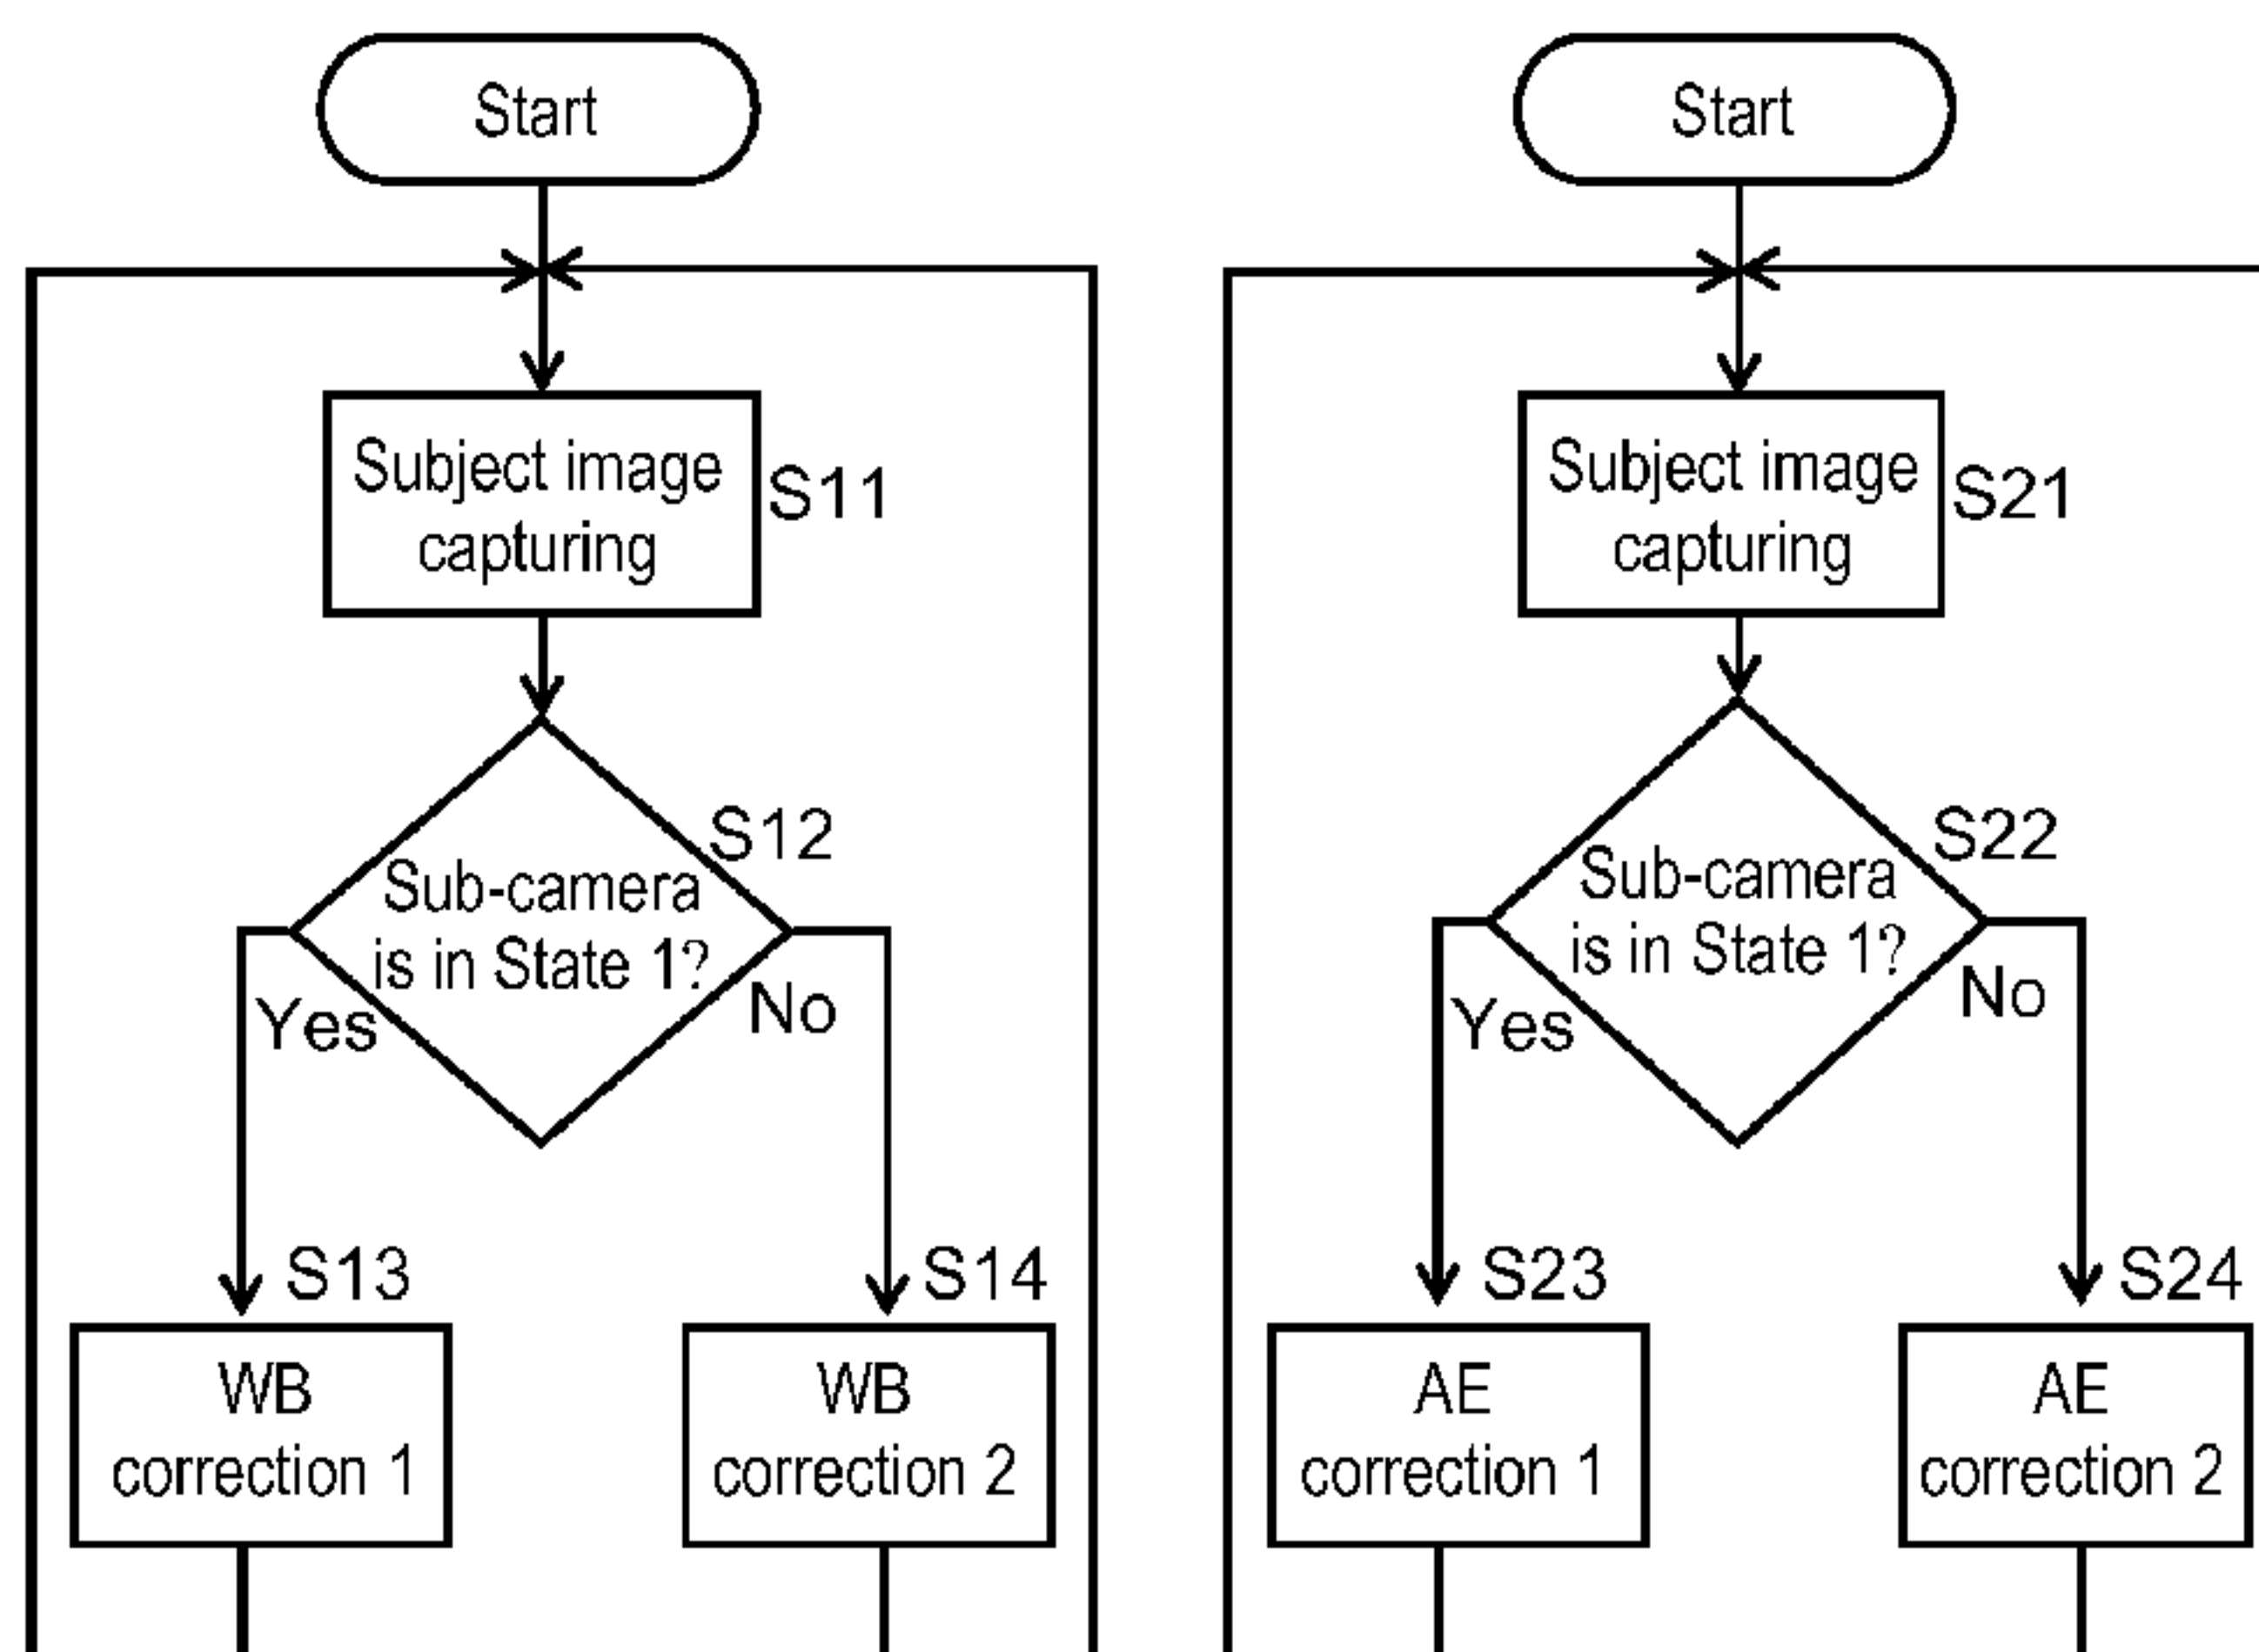 Start
Subject image
capturing
S11
S12
Sub-camera
is in State 1?
Yes
No
S13
S14
WB
correction 1
WB
correction 2
Start
Subject image
capturing
S21
S22
Sub-camera
is in State 1?
Yes
No
S23
S24
AE
correction 1
AE
correction 2